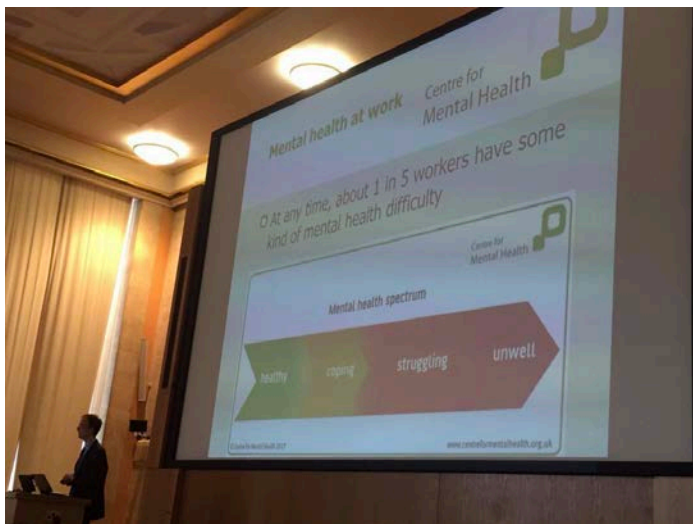 Mental health at work
Centre for
Mental Health
At any time, about 1 in 5 workers have some
kind of mental health difficulty
Centre for
Mental Health
Mental health spectrum
healthy
coping
struggling
unwell
www.centreformentalhealth.org.uk